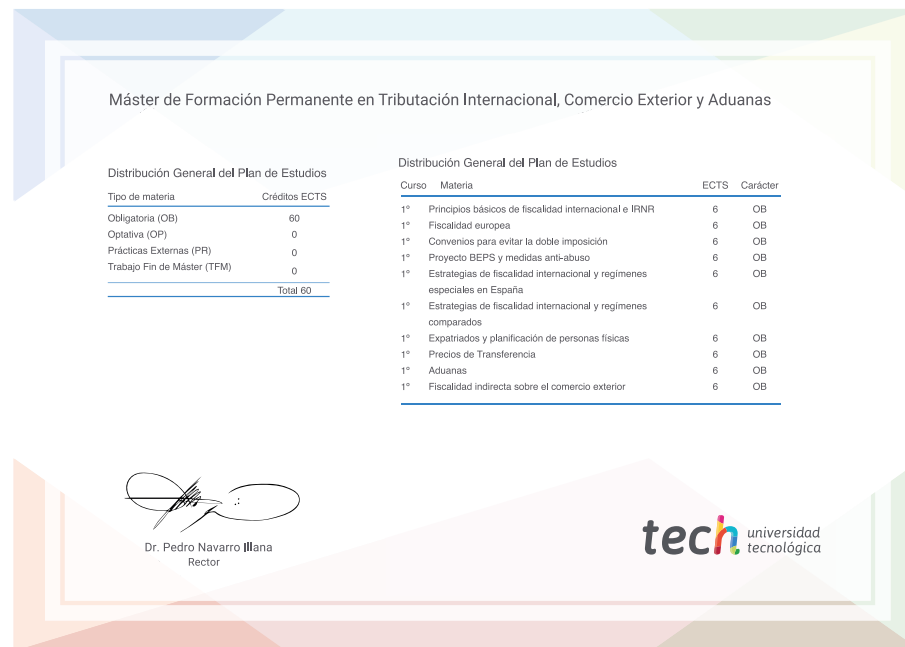 Máster de Formación Permanente en Tributación Internacional, Comercio Exterior y Aduanas
Distribución General del Plan de Estudios
Tipo de materia Créditos ECTS
Obligatoria (OB) 60
Optativa (OP) 0
Prácticas Externas (PR) 0
Trabajo Fin de Máster (TFM) 0
Total 60
Distribución General del Plan de Estudios
Curso Materia ECTS Carácter
1º Principios básicos de fiscalidad internacional e IRNR 6 OB
1º Fiscalidad europea 6 OB
1º Convenios para evitar la doble imposición 6 OB
1º Proyecto BEPS y medidas anti-abuso 6 OB
1º Estrategias de fiscalidad internacional y regímenes 6 OB
especiales en España
1º Estrategias de fiscalidad internacional y regímenes 6 OB
comparados
1º Expatriados y planificación de personas físicas 6 OB
1º Precios de Transferencia 6 OB
1º Aduanas 6 OB
1º Fiscalidad indirecta sobre el comercio exterior 6 OB
Dr. Pedro Navarro Illana
Rector
tech universidad
tecnológica